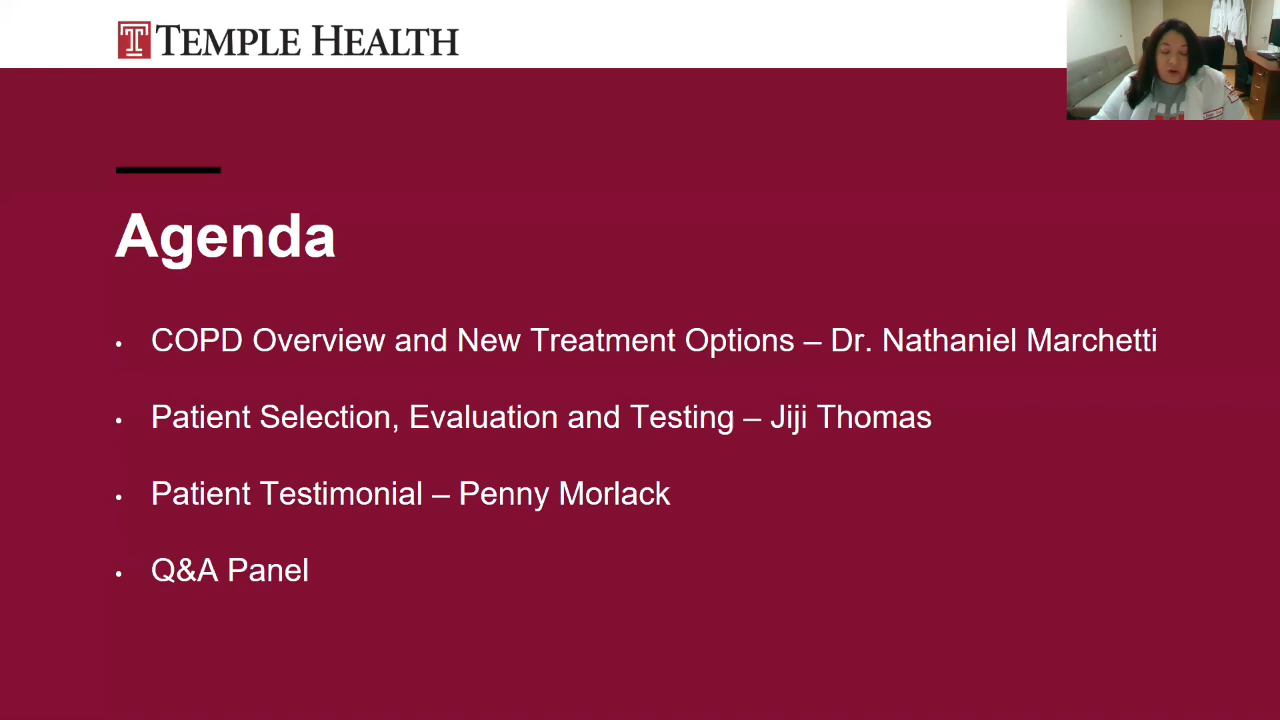 TEMPLE HEALTH
Agenda
• COPD Overview and New Treatment Options – Dr. Nathaniel Marchetti
• Patient Selection, Evaluation and Testing – Jiji Thomas
• Patient Testimonial – Penny Morlack
• Q&A Panel